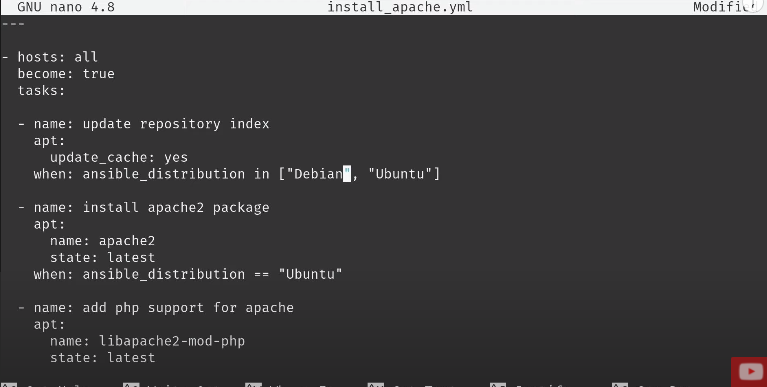 GNU nano 4.8 install_apache.yml
---
- hosts: all
become: true
tasks:
- name: update repository index
apt:
update_cache: yes
when: ansible_distribution in ["Debian", "Ubuntu"]
- name: install apache2 package
apt:
name: apache2
state: latest
when: ansible_distribution == "Ubuntu"
- name: add php support for apache
apt:
name: libapache2-mod-php
state: latest